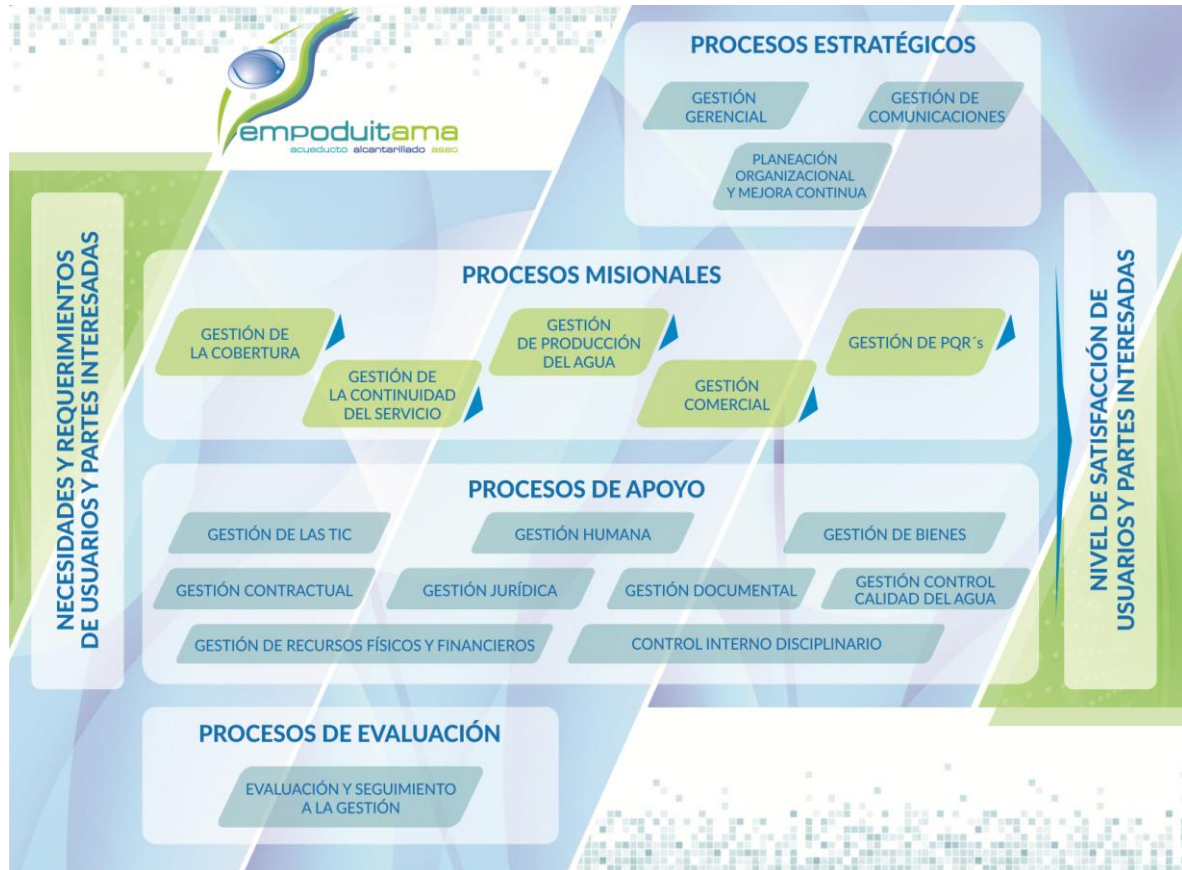 empoduitama
acueducto alcantarillado aseo
PROCESOS ESTRATÉGICOS
GESTIÓN
GERENCIAL
GESTIÓN DE
COMUNICACIONES
PLANEACIÓN
ORGANIZACIONAL
Y MEJORA CONTINUA
NECESIDADES Y REQUERIMIENTOS
DE USUARIOS Y PARTES INTERESADAS
PROCESOS MISIONALES
GESTIÓN DE
LA COBERTURA
GESTIÓN DE
LA CONTINUIDAD
DEL SERVICIO
GESTIÓN
DE PRODUCCIÓN
DEL AGUA
GESTIÓN
COMERCIAL
GESTIÓN DE PQR´s
PROCESOS DE APOYO
GESTIÓN DE LAS TIC
GESTIÓN HUMANA
GESTIÓN DE BIENES
GESTIÓN CONTRACTUAL
GESTIÓN JURÍDICA
GESTIÓN DOCUMENTAL
GESTIÓN CONTROL
CALIDAD DEL AGUA
GESTIÓN DE RECURSOS FÍSICOS Y FINANCIEROS
CONTROL INTERNO DISCIPLINARIO
PROCESOS DE EVALUACIÓN
EVALUACIÓN Y SEGUIMIENTO
A LA GESTIÓN
NIVEL DE SATISFACCIÓN DE
USUARIOS Y PARTES INTERESADAS